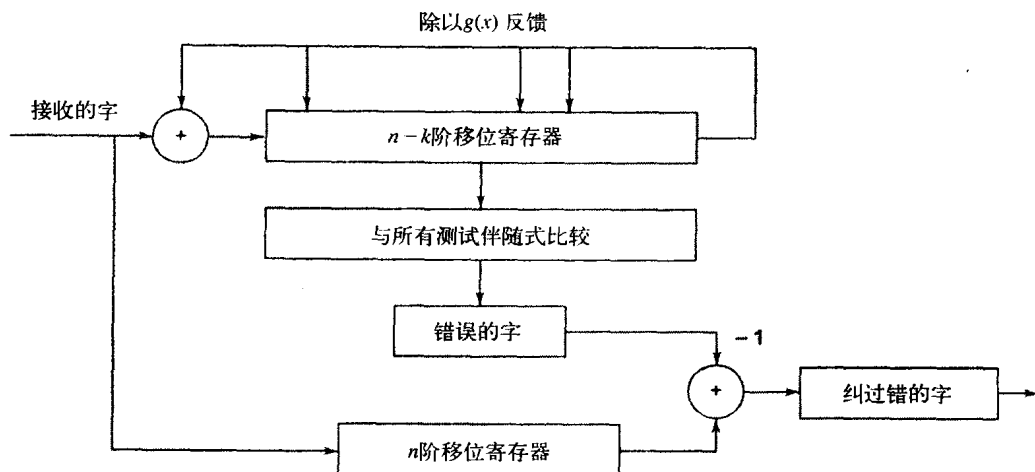 除以g(x) 反馈
接收的字
+
n-k阶移位寄存器
与所有测试伴随式比较
错误的字
-1
+
纠过错的字
n阶移位寄存器